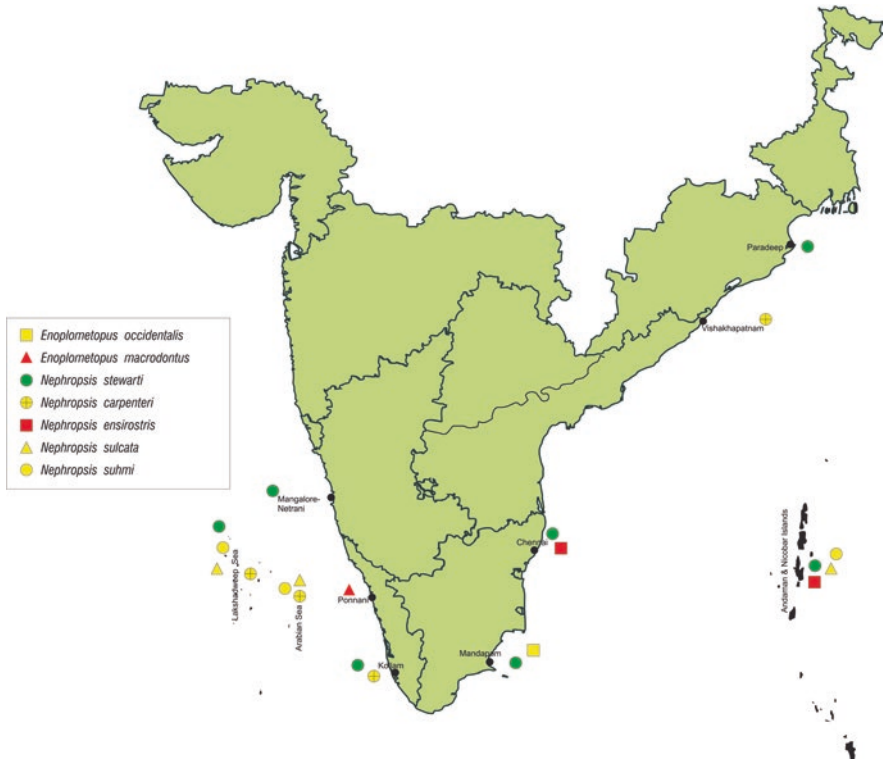 Paradeep
Vishakhapatnam
Enoplometopus occidentalis
Enoplometopus macrodontus
Nephropsis stewarti
Nephropsis carpenteri
Nephropsis ensirostris
Nephropsis sulcata
Nephropsis suhmi
Mangalore-
Netrani
Chennai
Lakshadweep Sea
Arabian Sea
Ponnani
Andaman & Nicobar Islands
Mandapam
Kollam